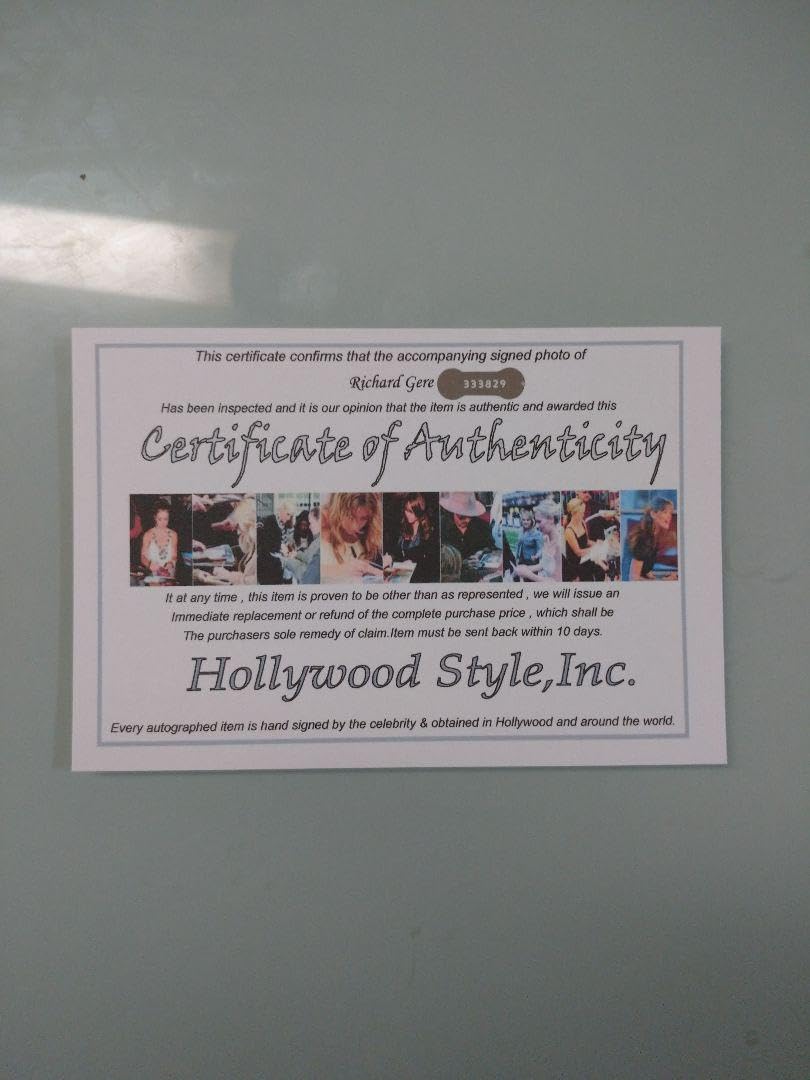 This certificate confirms that the accompanying signed photo of
Richard Gere 333829
Has been inspected and it is our opinion that the item is authentic and awarded this
Certificate of Authenticity
It at any time , this item is proven to be other than as represented , we will issue an
Immediate replacement or refund of the complete purchase price , which shall be
The purchasers sole remedy of claim.Item must be sent back within 10 days.
Hollywood Style,Inc.
Every autographed item is hand signed by the celebrity & obtained in Hollywood and around the world.